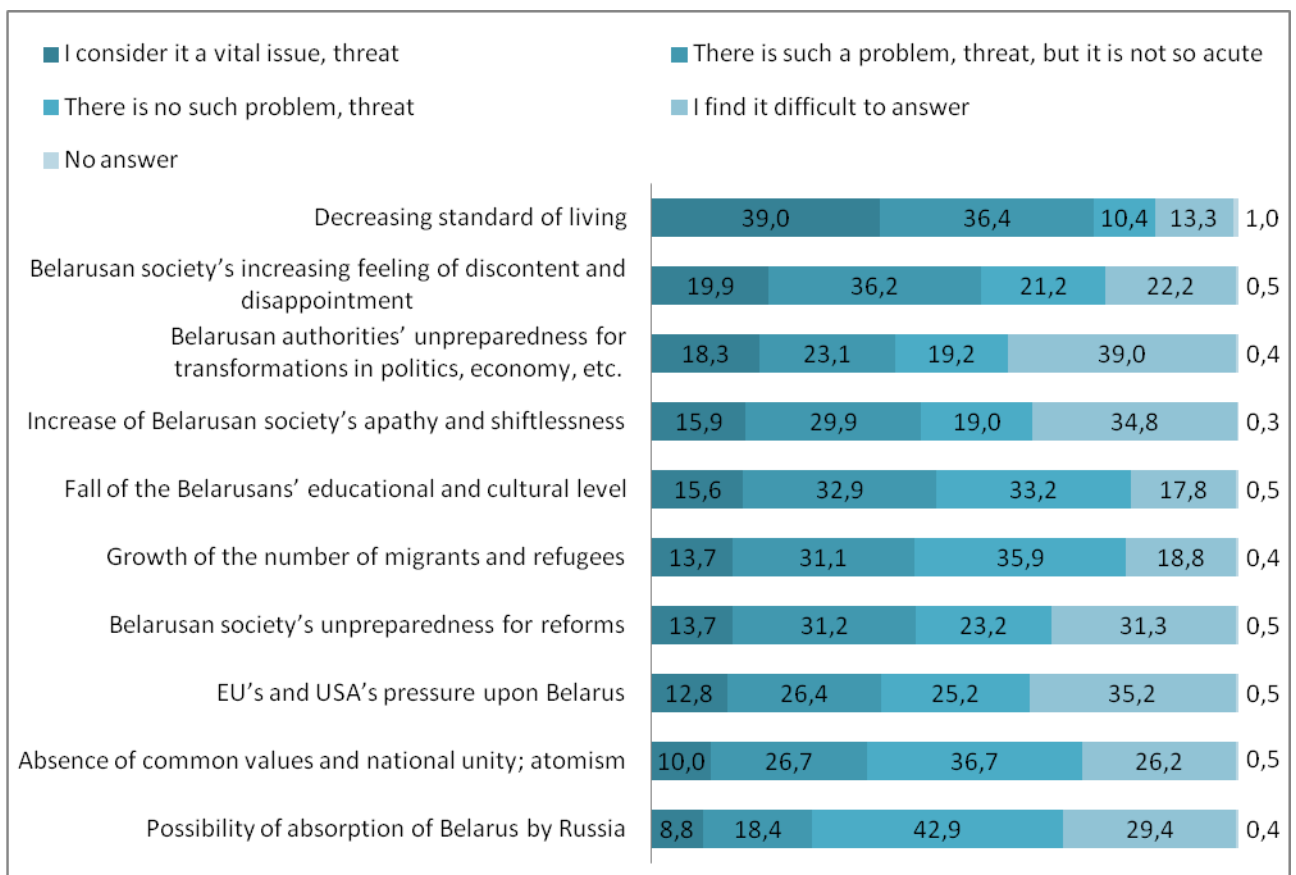 I consider it a vital issue, threat
There is such a problem, threat, but it is not so acute
There is no such problem, threat
I find it difficult to answer
No answer
Decreasing standard of living
39,0 36,4 10,4 13,3 1,0
Belarusan society’s increasing feeling of discontent and
disappointment
19,9 36,2 21,2 22,2 0,5
Belarusan authorities’ unpreparedness for
transformations in politics, economy, etc.
18,3 23,1 19,2 39,0 0,4
Increase of Belarusan society’s apathy and shiftlessness
15,9 29,9 19,0 34,8 0,3
Fall of the Belarusans’ educational and cultural level
15,6 32,9 33,2 17,8 0,5
Growth of the number of migrants and refugees
13,7 31,1 35,9 18,8 0,4
Belarusan society’s unpreparedness for reforms
13,7 31,2 23,2 31,3 0,5
EU’s and USA’s pressure upon Belarus
12,8 26,4 25,2 35,2 0,5
Absence of common values and national unity; atomism
10,0 26,7 36,7 26,2 0,5
Possibility of absorption of Belarus by Russia
8,8 18,4 42,9 29,4 0,4